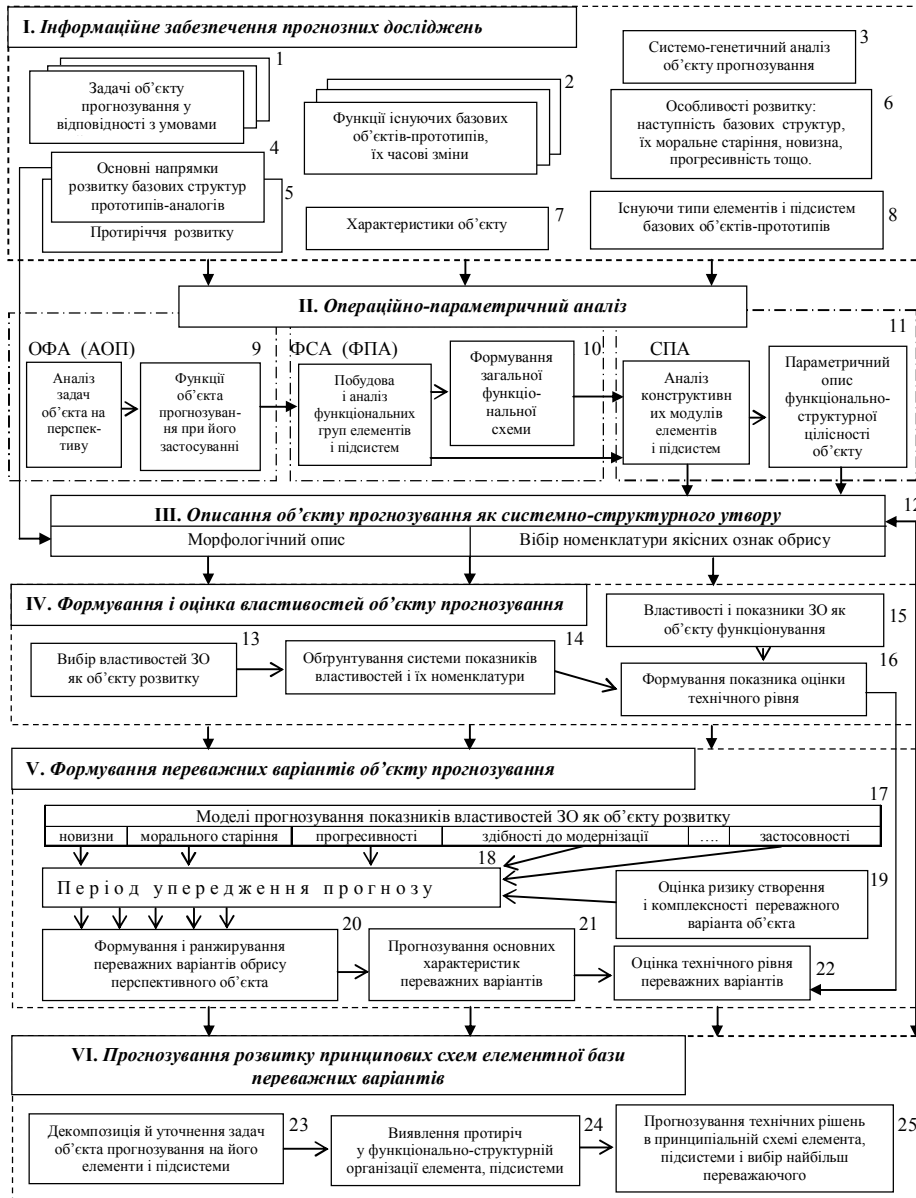 I. Інформаційне забезпечення прогнозних досліджень
1
Задачі об’єкту
прогнозування у
відповідності з умовами
2
Функції існуючих базових
об’єктів-прототипів,
їх часові зміни
3
Системо-генетичний аналіз
об’єкту прогнозування
4
Основні напрямки
розвитку базових структур
прототипів-аналогів
5
Протиріччя розвитку
6
Особливості розвитку:
наступність базових структур,
їх моральне старіння, новизна,
прогресивність тощо.
7
Характеристики об’єкту
8
Існуючи типи елементів і підсистем
базових об’єктів-прототипів
II. Операційно-параметричний аналіз
ОФА (АОП)
9
Аналіз
задач
об’єкта на
перспек-
тиву
Функції
об’єкта
прогнозуван-
ня при його
застосуванні
ФСА (ФПА)
10
Побудова
і аналіз
функціональних
груп елементів
і підсистем
Формування
загальної
функціо-
нальної
схеми
СПА
11
Аналіз
конструктивн
их модулів
елементів
і підсистем
Параметричний
опис
функціонально-
структурної
цілісності
об’єкту
12
III. Описання об’єкту прогнозування як системно-структурного утвору
Морфологічний опис
Вібір номенклатури якісних ознак обрису
IV. Формування і оцінка властивостей об’єкту прогнозування
13
Вибір властивостей ЗО
як об’єкту розвитку
14
Обґрунтування системи показників
властивостей і їх номенклатури
15
Властивості і показники ЗО як
об’єкту функціонування
16
Формування показника оцінки
технічного рівня
V. Формування переважних варіантів об’єкту прогнозування
17
Моделі прогнозування показників властивостей ЗО як об’єкту розвитку
новизни
морального старіння
прогресивності
здібності до модернізації
….
застосовності
18
Період упередження прогнозу
19
Оцінка ризику створення
і комплексності переважного
варіанта об’єкта
20
Формування і ранжирування
переважних варіантів обрису
перспективного об’єкта
21
Прогнозування основних
характеристик
переважних варіантів
22
Оцінка технічного рівня
переважних варіантів
VI. Прогнозування розвитку принципових схем елементної бази
переважних варіантів
23
Декомпозиція й уточнення задач
об’єкта прогнозування на його
елементи і підсистеми
24
Виявлення протиріч
у функціонально-структурній
організації елемента, підсистеми
25
Прогнозування технічних рішень
в принципіальній схемі елемента,
підсистеми і вибір найбільш
переважаючого